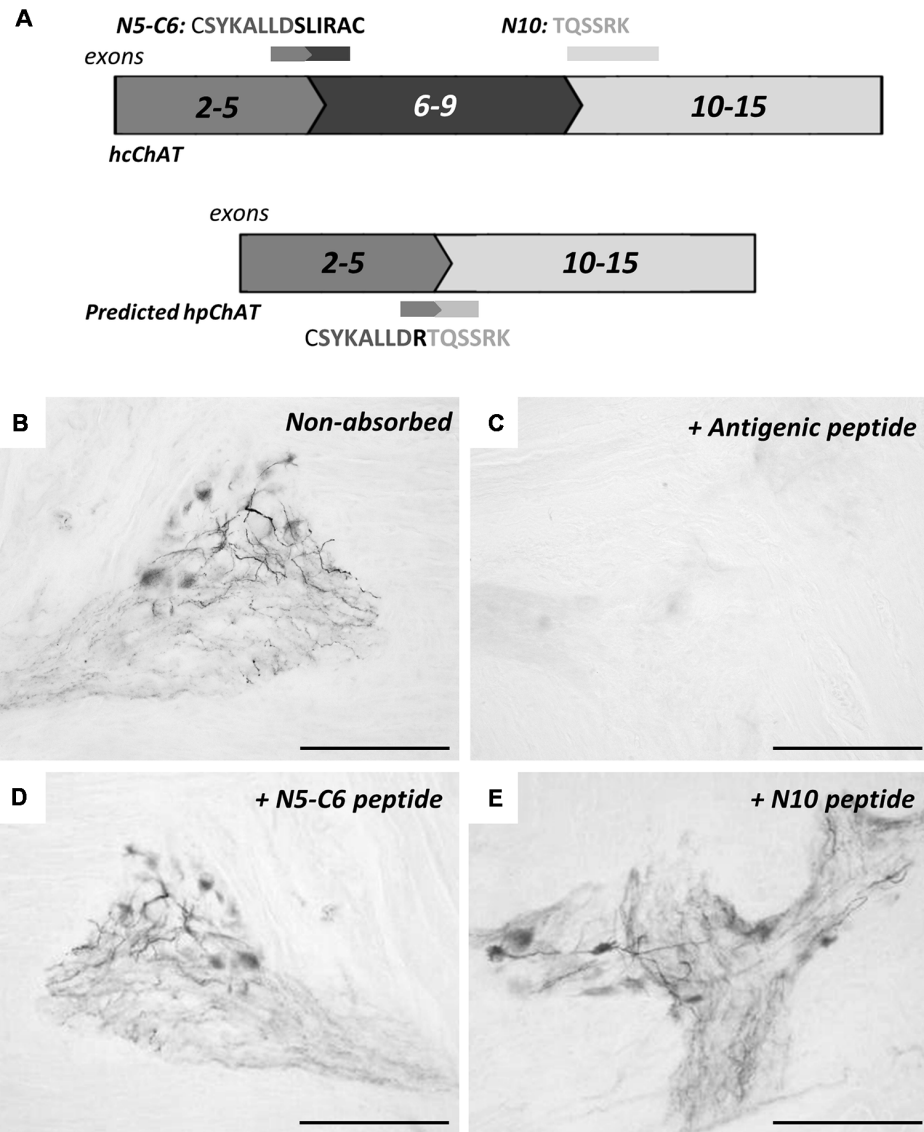 A
N5-C6: CSYKALLDSLIRAC N10: TQSSRK
exons
2-5 6-9 10-15
hcChAT
exons
2-5 10-15
Predicted hpChAT
CSYKALLDRTQSSRK
B Non-absorbed
C + Antigenic peptide
D + N5-C6 peptide
E + N10 peptide